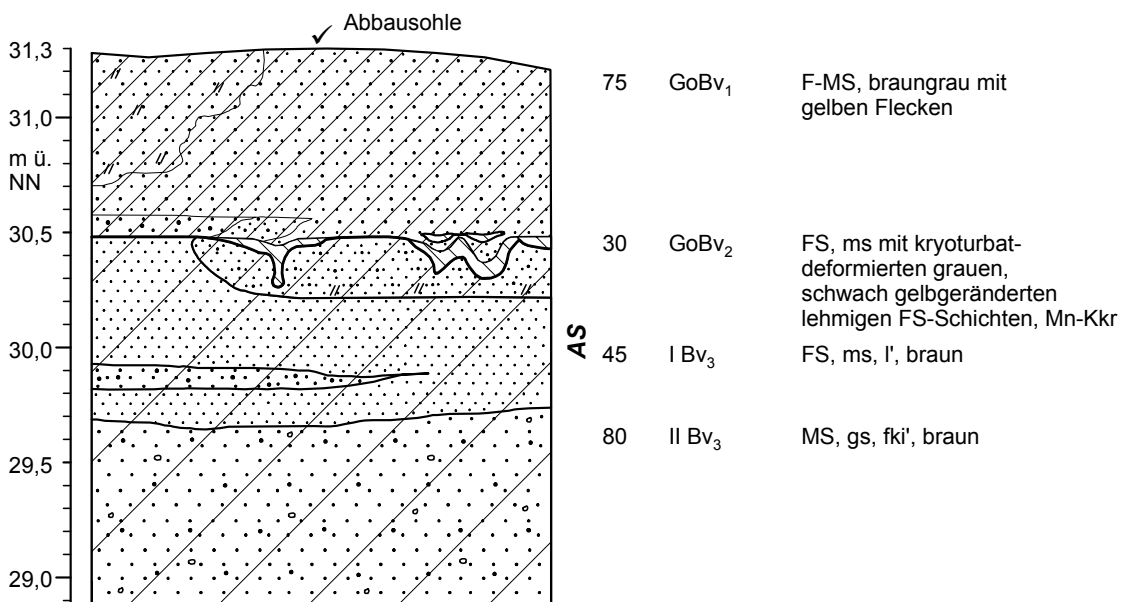 Abbausohle
31,3
31,0
m ü.
NN
30,5
30,0
29,5
29,0
AS
75 GoBv1 F-MS, braungrau mit
gelben Flecken
30 GoBv2 FS, ms mit kryoturbat-
deformierten grauen,
schwach gelbgeränderten
lehmigen FS-Schichten, Mn-Kkr
45 I Bv3 FS, ms, l', braun
80 II Bv3 MS, gs, fki', braun